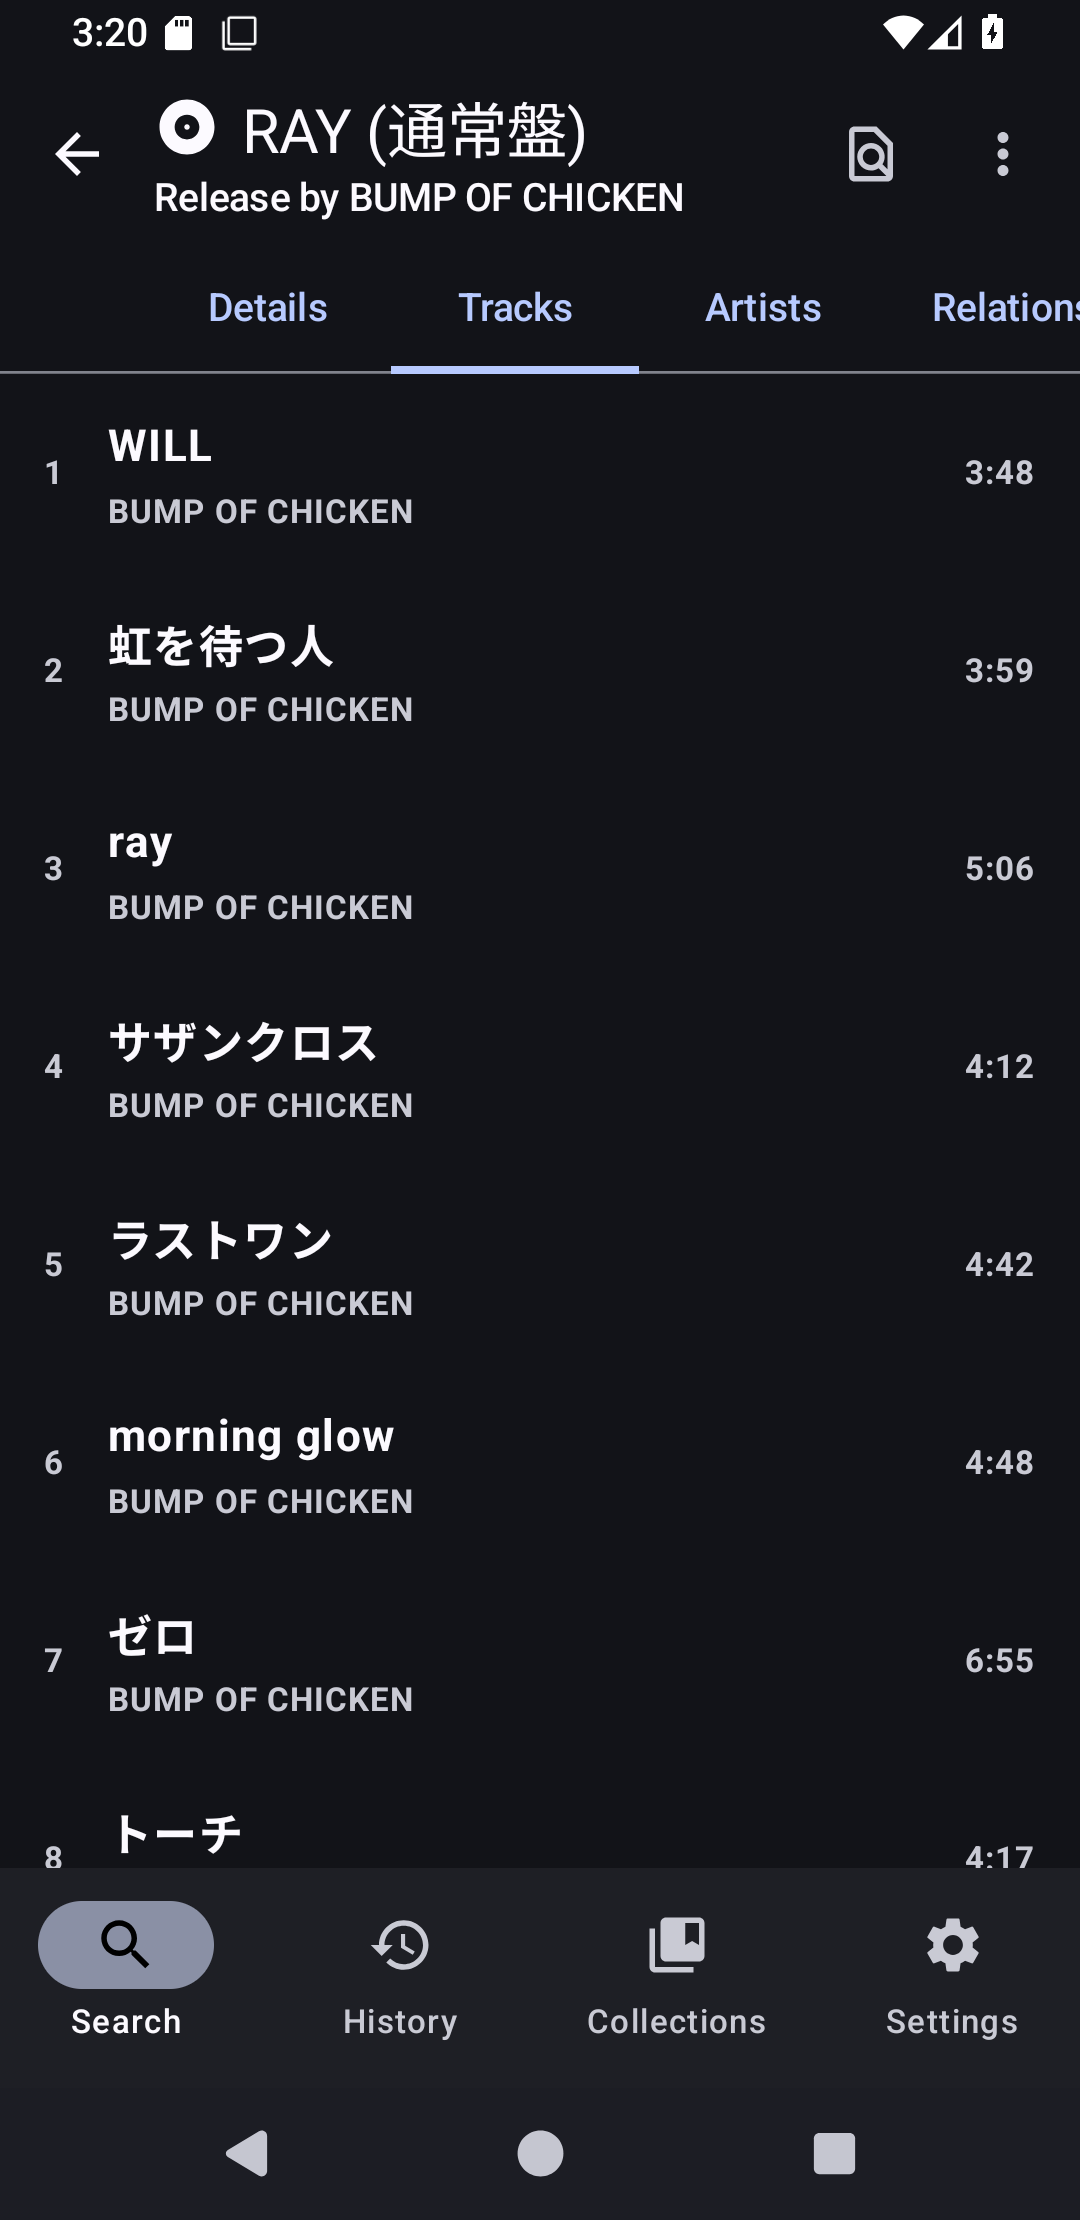 3:20
RAY (通常盤)
Release by BUMP OF CHICKEN
Details Tracks Artists Relations
1 WILL 3:48
BUMP OF CHICKEN
2 虹を待つ人 3:59
BUMP OF CHICKEN
3 ray 5:06
BUMP OF CHICKEN
4 サザンクロス 4:12
BUMP OF CHICKEN
5 ラストワン 4:42
BUMP OF CHICKEN
6 morning glow 4:48
BUMP OF CHICKEN
7 ゼロ 6:55
BUMP OF CHICKEN
8 トーチ 4:17
Search History Collections Settings